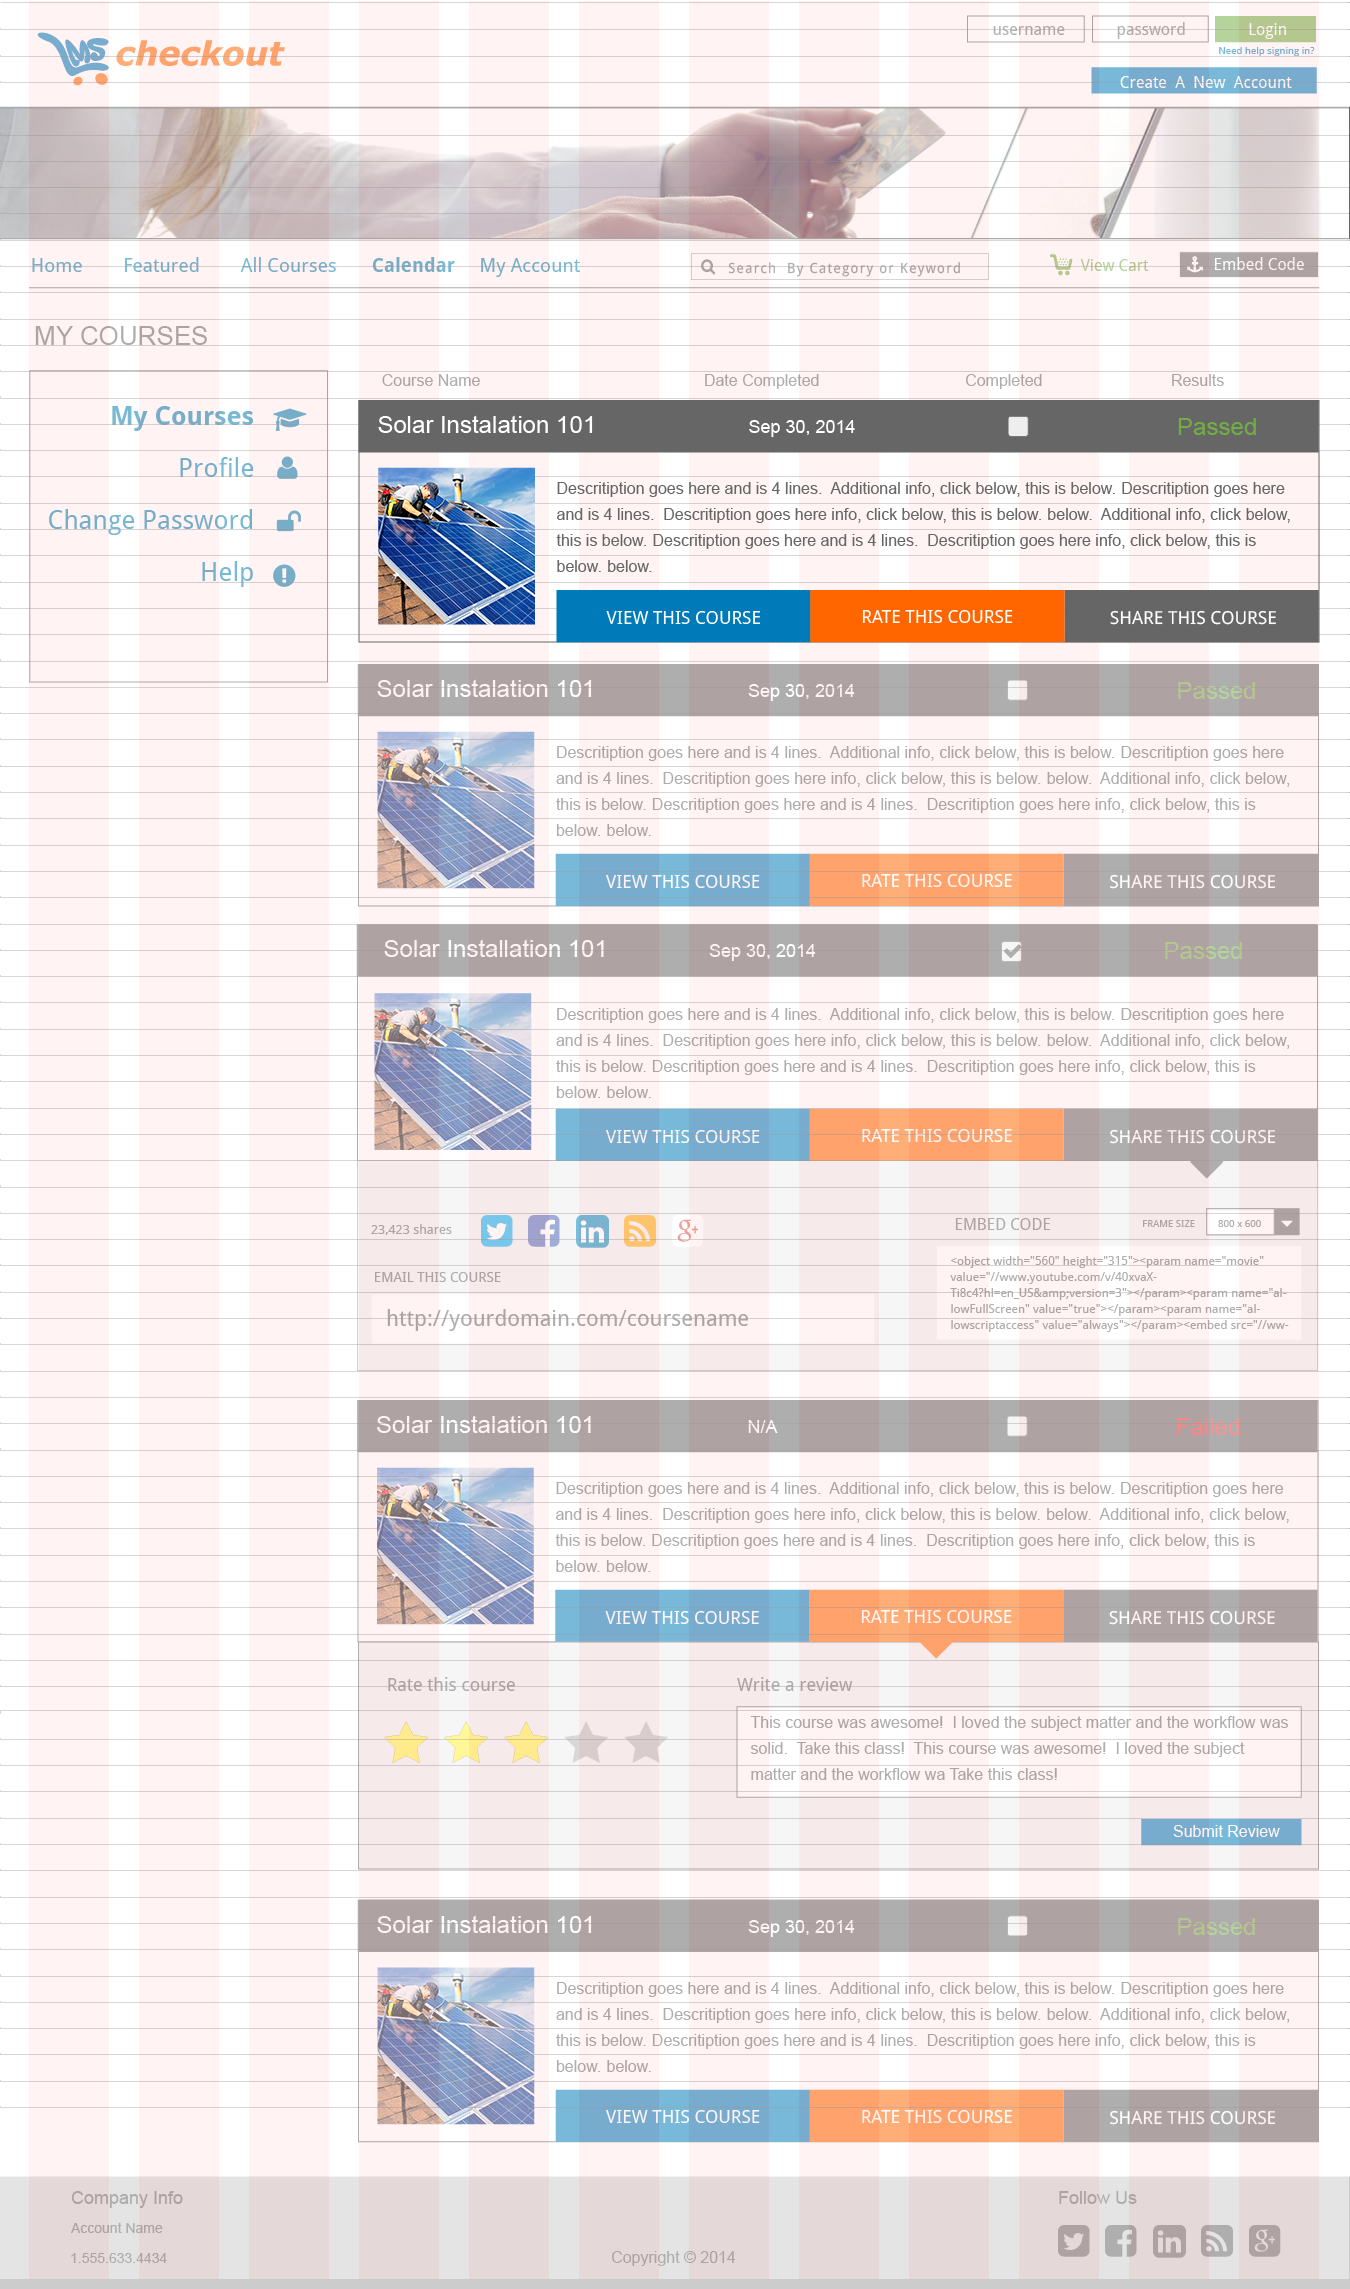 MS checkout
username
password
Login
Need help signing in?
Create A New Account
Home
Featured
All Courses
Calendar
My Account
Search By Category or Keyword
View Cart
Embed Code
MY COURSES
My Courses
Profile
Change Password
Help
Course Name
Date Completed
Completed
Results
Solar Instalation 101
Sep 30, 2014
Passed
Descritiption goes here and is 4 lines. Additional info, click below, this is below. Descritiption goes here
and is 4 lines. Descritiption goes here info, click below, this is below. below. Additional info, click below,
this is below. Descritiption goes here and is 4 lines. Descritiption goes here info, click below, this is
below. below.
VIEW THIS COURSE
RATE THIS COURSE
SHARE THIS COURSE
Solar Instalation 101
Sep 30, 2014
Passed
Descritiption goes here and is 4 lines. Additional info, click below, this is below. Descritiption goes here
and is 4 lines. Descritiption goes here info, click below, this is below. below. Additional info, click below,
this is below. Descritiption goes here and is 4 lines. Descritiption goes here info, click below, this is
below. below.
VIEW THIS COURSE
RATE THIS COURSE
SHARE THIS COURSE
Solar Installation 101
Sep 30, 2014
Passed
Descritiption goes here and is 4 lines. Additional info, click below, this is below. Descritiption goes here
and is 4 lines. Descritiption goes here info, click below, this is below. below. Additional info, click below,
this is below. Descritiption goes here and is 4 lines. Descritiption goes here info, click below, this is
below. below.
VIEW THIS COURSE
RATE THIS COURSE
SHARE THIS COURSE
23,423 shares
EMAIL THIS COURSE
http://yourdomain.com/coursename
EMBED CODE
FRAME SIZE
800 x 600
<object width="560" height="315"><param name="movie"
value="//www.youtube.com/v/40xvaX-
Ti8c4?hl=en_US&amp;version=3"></param><param name="al-
lowFullScreen" value="true"></param><param name="al-
lowscriptaccess" value="always"></param><embed src="//ww-
Solar Instalation 101
N/A
Failed
Descritiption goes here and is 4 lines. Additional info, click below, this is below. Descritiption goes here
and is 4 lines. Descritiption goes here info, click below, this is below. below. Additional info, click below,
this is below. Descritiption goes here and is 4 lines. Descritiption goes here info, click below, this is
below. below.
VIEW THIS COURSE
RATE THIS COURSE
SHARE THIS COURSE
Rate this course
Write a review
This course was awesome! I loved the subject matter and the workflow was
solid. Take this class! This course was awesome! I loved the subject
matter and the workflow wa Take this class!
Submit Review
Solar Instalation 101
Sep 30, 2014
Passed
Descritiption goes here and is 4 lines. Additional info, click below, this is below. Descritiption goes here
and is 4 lines. Descritiption goes here info, click below, this is below. below. Additional info, click below,
this is below. Descritiption goes here and is 4 lines. Descritiption goes here info, click below, this is
below. below.
VIEW THIS COURSE
RATE THIS COURSE
SHARE THIS COURSE
Company Info
Account Name
1.555.633.4434
Copyright © 2014
Follow Us